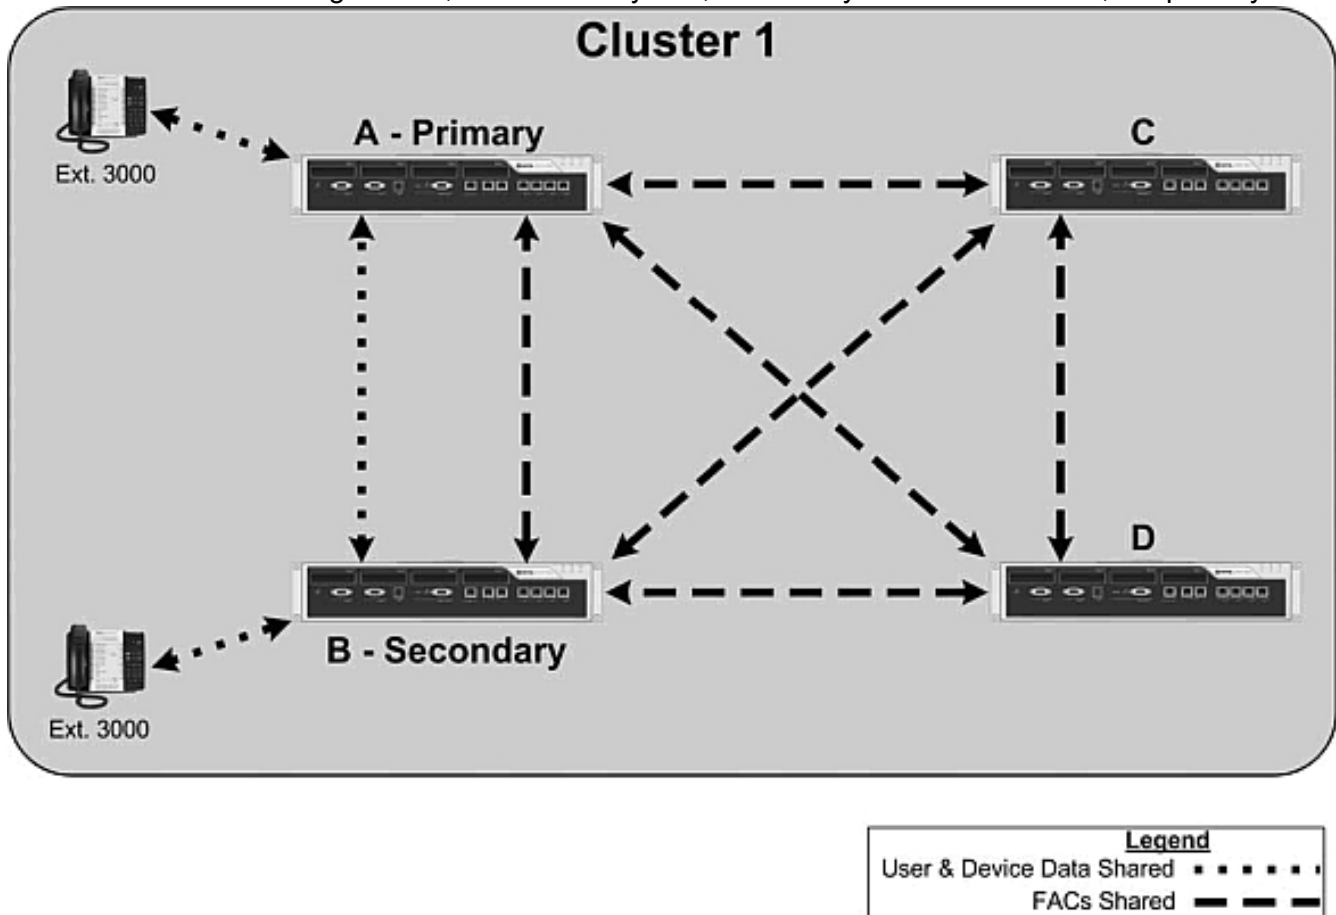 Cluster 1
A - Primary
C
Ext. 3000
D
B - Secondary
Ext. 3000
Legend
User & Device Data Shared
FACs Shared